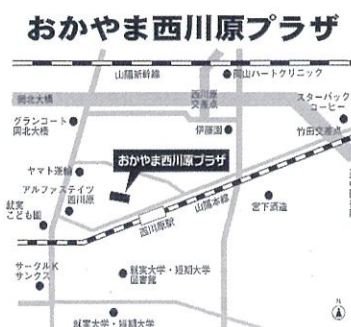 おかやま西川原プラザ
山陽新幹線
岡山ハートクリニック
岡北大橋
西川原
交差点
スターバックス
コーヒー
グランコート
岡北大橋
伊藤園
竹田交差点
おかやま西川原プラザ
ヤマト運輸
アルファステイツ
西川原
就実
こども園
山陽本線
西川原駅
宮下酒造
サークルK
サンクス
就実大学・短期大学
図書館
就実大学・短期大学
N